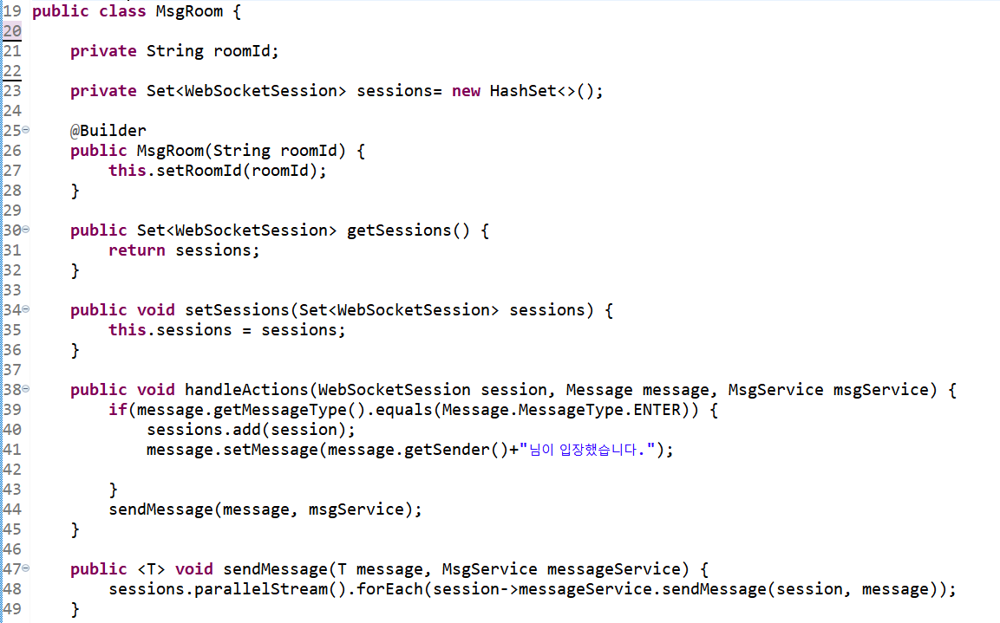 19 public class MsgRoom {
20
21     private String roomId;
22
23     private Set<WebSocketSession> sessions= new HashSet<>();
24
25     @Builder
26     public MsgRoom(String roomId) {
27         this.setRoomId(roomId);
28     }
29
30     public Set<WebSocketSession> getSessions() {
31         return sessions;
32     }
33
34     public void setSessions(Set<WebSocketSession> sessions) {
35         this.sessions = sessions;
36     }
37
38     public void handleActions(WebSocketSession session, Message message, MsgService msgService) {
39         if(message.getMessageType().equals(Message.MessageType.ENTER)) {
40             sessions.add(session);
41             message.setMessage(message.getSender()+"님이 입장했습니다.");
42
43         }
44         sendMessage(message, msgService);
45     }
46
47     public <T> void sendMessage(T message, MsgService messageService) {
48         sessions.parallelStream().forEach(session->messageService.sendMessage(session, message));
49     }